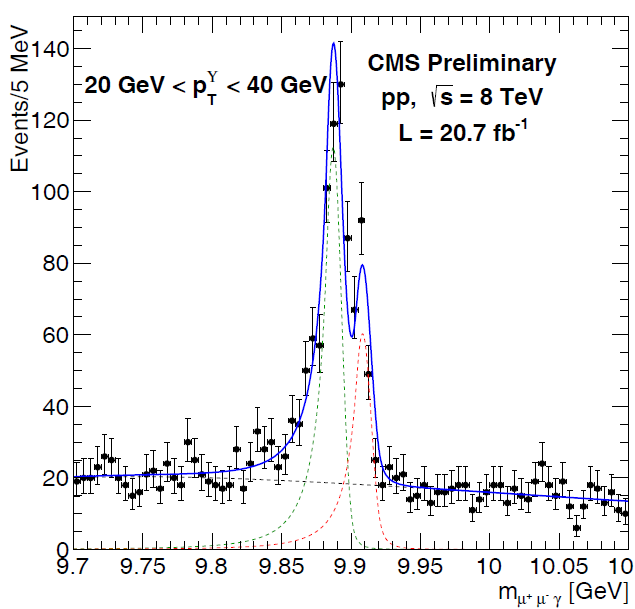 140
120
100
80
60
40
20
0
Events/5 MeV
20 GeV < p_T^Υ < 40 GeV
CMS Preliminary
pp, √s = 8 TeV
L = 20.7 fb⁻¹
9.7 9.75 9.8 9.85 9.9 9.95 10 10.05 10
m_{μ⁺ μ⁻ γ} [GeV]